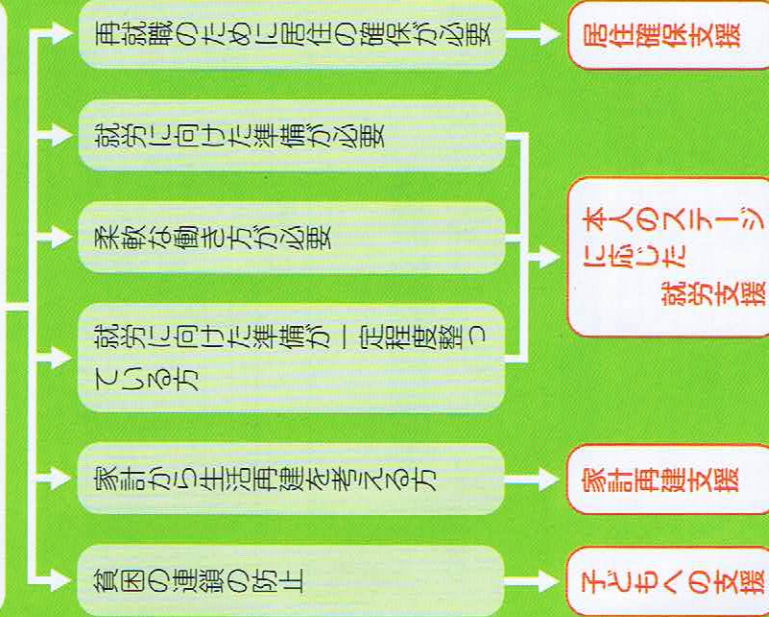 再就職のために居住の確保が必要
居住確保支援
就労に向けた準備が必要
柔軟な働き方が必要
就労に向けた準備が一定程度整っ
ている方
本人のステージ
に応じた
就労支援
家計から生活再建を考える方
家計再建支援
貧困の連鎖の防止
子どもへの支援